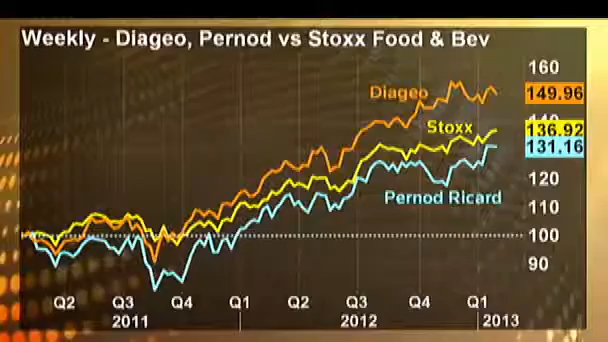 Weekly - Diageo, Pernod vs Stoxx Food & Bev
160
Diageo
149.96
140
Stoxx
136.92
131.16
120
Pernod Ricard
110
100
90
Q2 Q3 Q4 Q1 Q2 Q3 Q4 Q1
2011 2012 2013